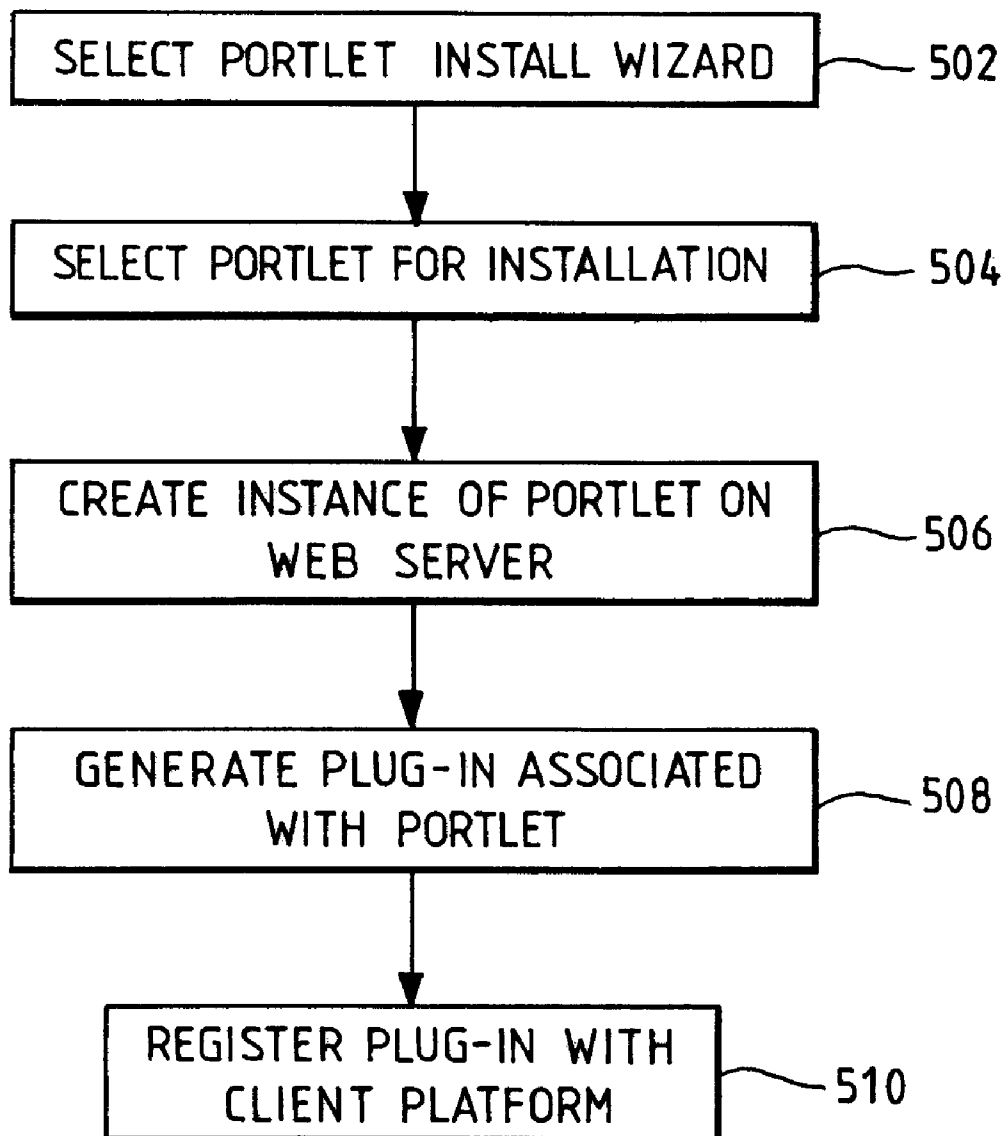 SELECT PORTLET INSTALL WIZARD
502
SELECT PORTLET FOR INSTALLATION
504
CREATE INSTANCE OF PORTLET ON
WEB SERVER
506
GENERATE PLUG-IN ASSOCIATED
WITH PORTLET
508
REGISTER PLUG-IN WITH
CLIENT PLATFORM
510